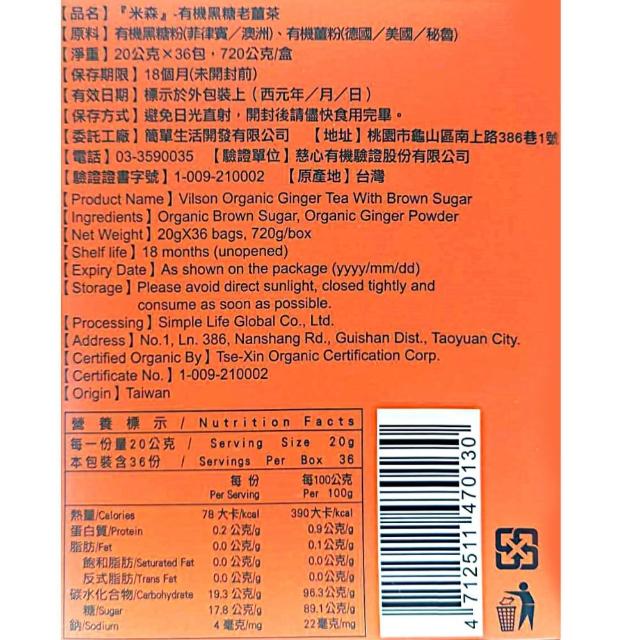 【品名】『米森』-有機黑糖老薑茶
【原料】有機黑糖粉(菲律賓／澳洲)、有機薑粉(德國／美國／秘魯)
【淨重】20公克×36包，720公克/盒
【保存期限】18個月(未開封前)
【有效日期】標示於外包裝上（西元年／月／日）
【保存方式】避免日光直射，開封後請儘快食用完畢。
【委託工廠】簡單生活開發有限公司 【地址】桃園市龜山區南上路386巷1號
【電話】03-3590035 【驗證單位】慈心有機驗證股份有限公司
【驗證證書字號】1-009-210002 【原產地】台灣
【Product Name】Vilson Organic Ginger Tea With Brown Sugar
【Ingredients】Organic Brown Sugar, Organic Ginger Powder
【Net Weight】20gX36 bags, 720g/box
【Shelf life】18 months (unopened)
【Expiry Date】As shown on the package (yyyy/mm/dd)
【Storage】Please avoid direct sunlight, closed tightly and
consume as soon as possible.
【Processing】Simple Life Global Co., Ltd.
【Address】No.1, Ln. 386, Nanshang Rd., Guishan Dist., Taoyuan City.
【Certified Organic By】Tse-Xin Organic Certification Corp.
【Certificate No.】1-009-210002
【Origin】Taiwan
營養標示 / Nutrition Facts
每一份量20公克 / Serving Size 20g
本包裝含36份 / Servings Per Box 36
每份 每100公克
Per Serving Per 100g
熱量/Calories 78 大卡/kcal 390大卡/kcal
蛋白質/Protein 0.2 公克/g 0.9公克/g
脂肪/Fat 0.0 公克/g 0.1公克/g
飽和脂肪/Saturated Fat 0.0 公克/g 0.0公克/g
反式脂肪/Trans Fat 0.0 公克/g 0.0公克/g
碳水化合物/Carbohydrate 19.3 公克/g 96.3公克/g
糖/Sugar 17.8 公克/g 89.1公克/g
鈉/Sodium 4 毫克/mg 22毫克/mg
4 712511 470130